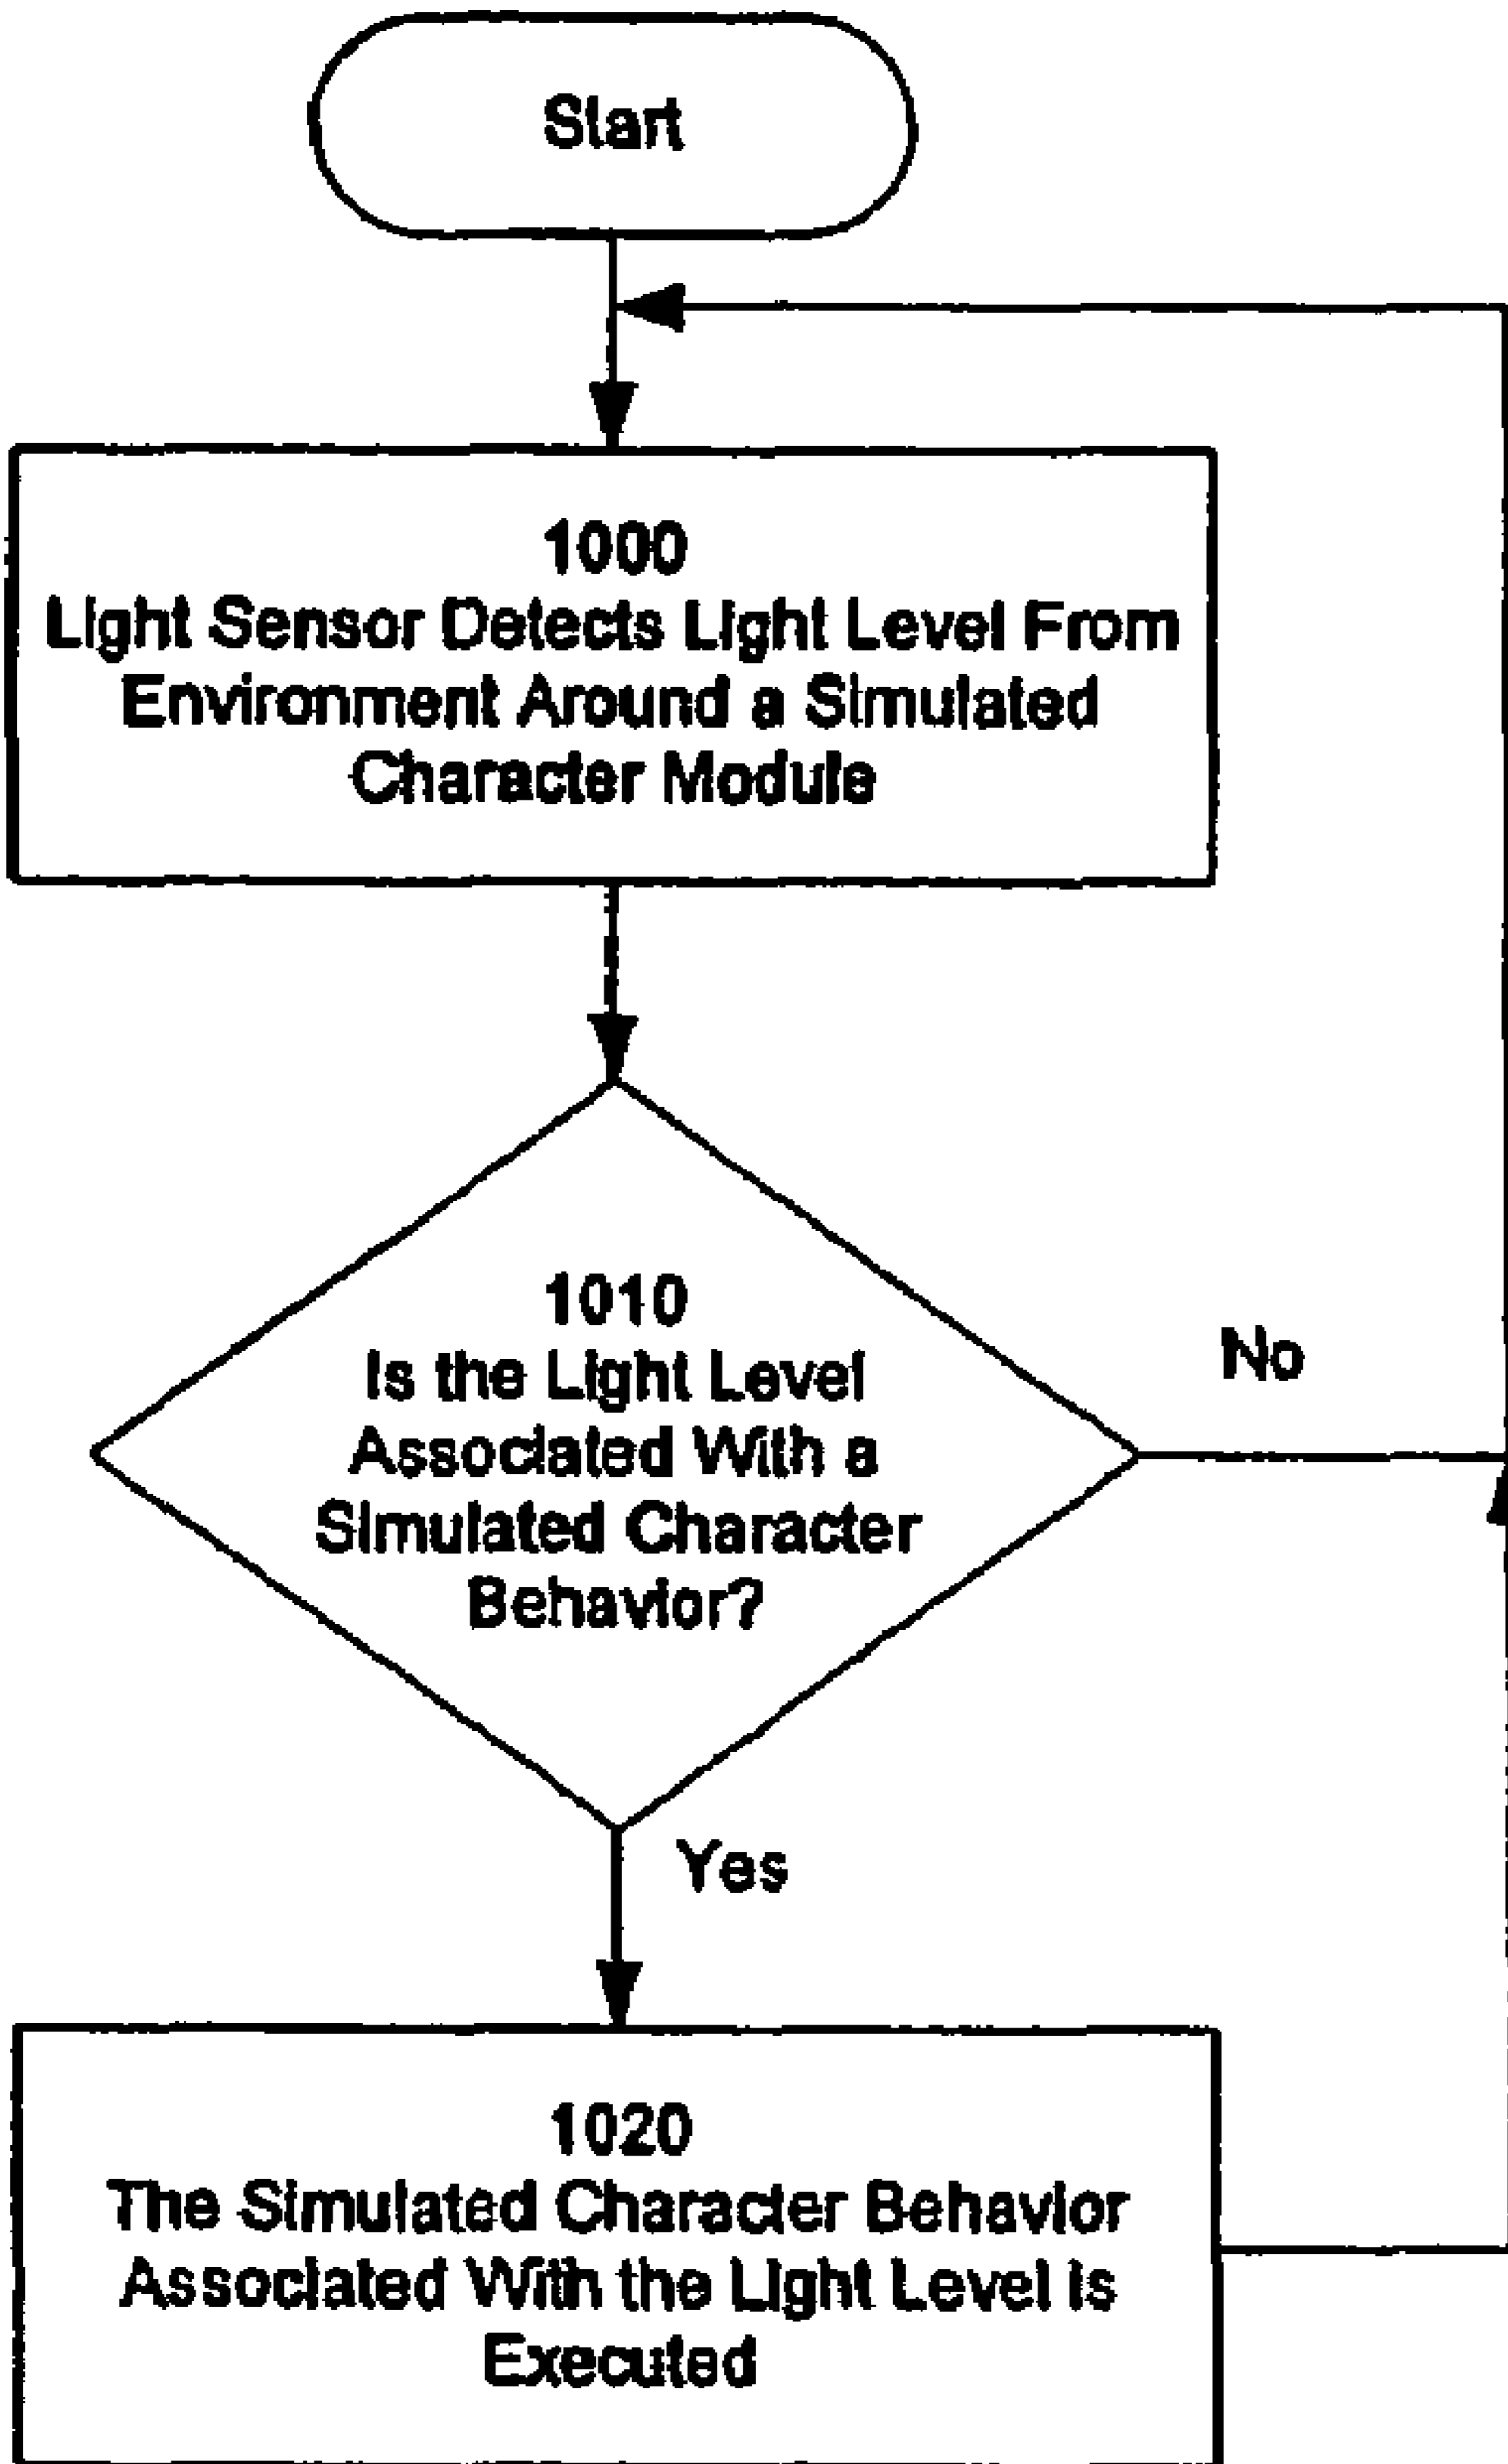 Start
1000
Light Sensor Detects Light Level From
Environment Around a Simulated
Character Module
1010
Is the Light Level
Associated With a
Simulated Character
Behavior?
No
Yes
1020
The Simulated Character Behavior
Associated With the Light Level is
Executed